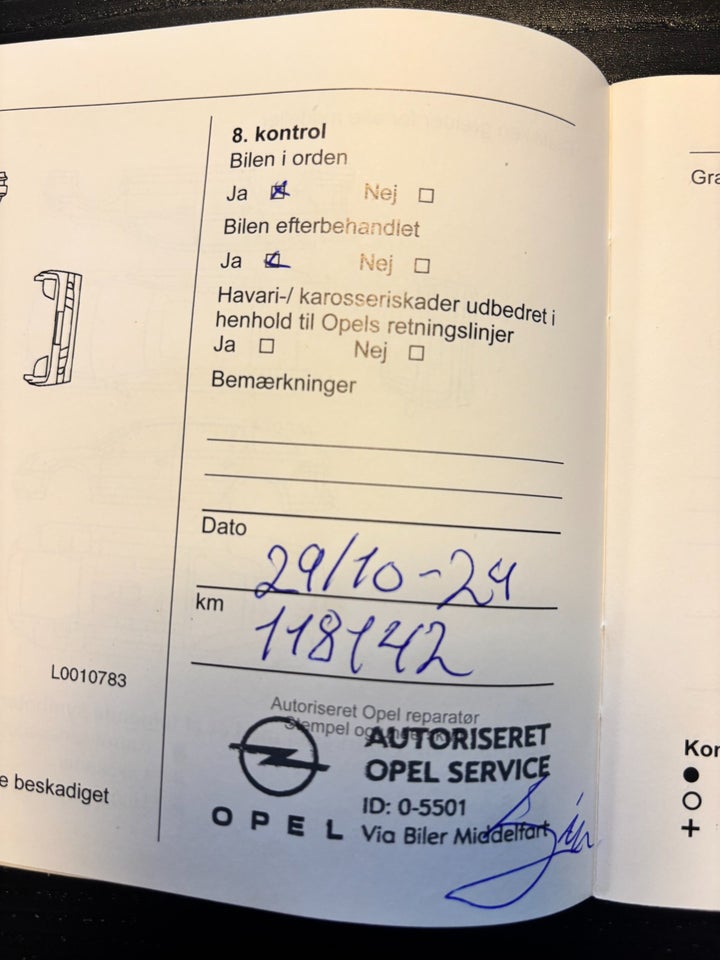 8. kontrol
Bilen i orden
Ja Nej
Bilen efterbehandlet
Ja Nej
Havari-/ karosseriskader udbedret i
henhold til Opels retningslinjer
Ja Nej
Bemærkninger
Dato
29/10-24
km
118142
L0010783
Autoriseret Opel reparatør
Stempel og
AUTORISERET
OPEL SERVICE
ID: 0-5501
OPEL Via Biler Middelfart
e beskadiget
Gra
Kor